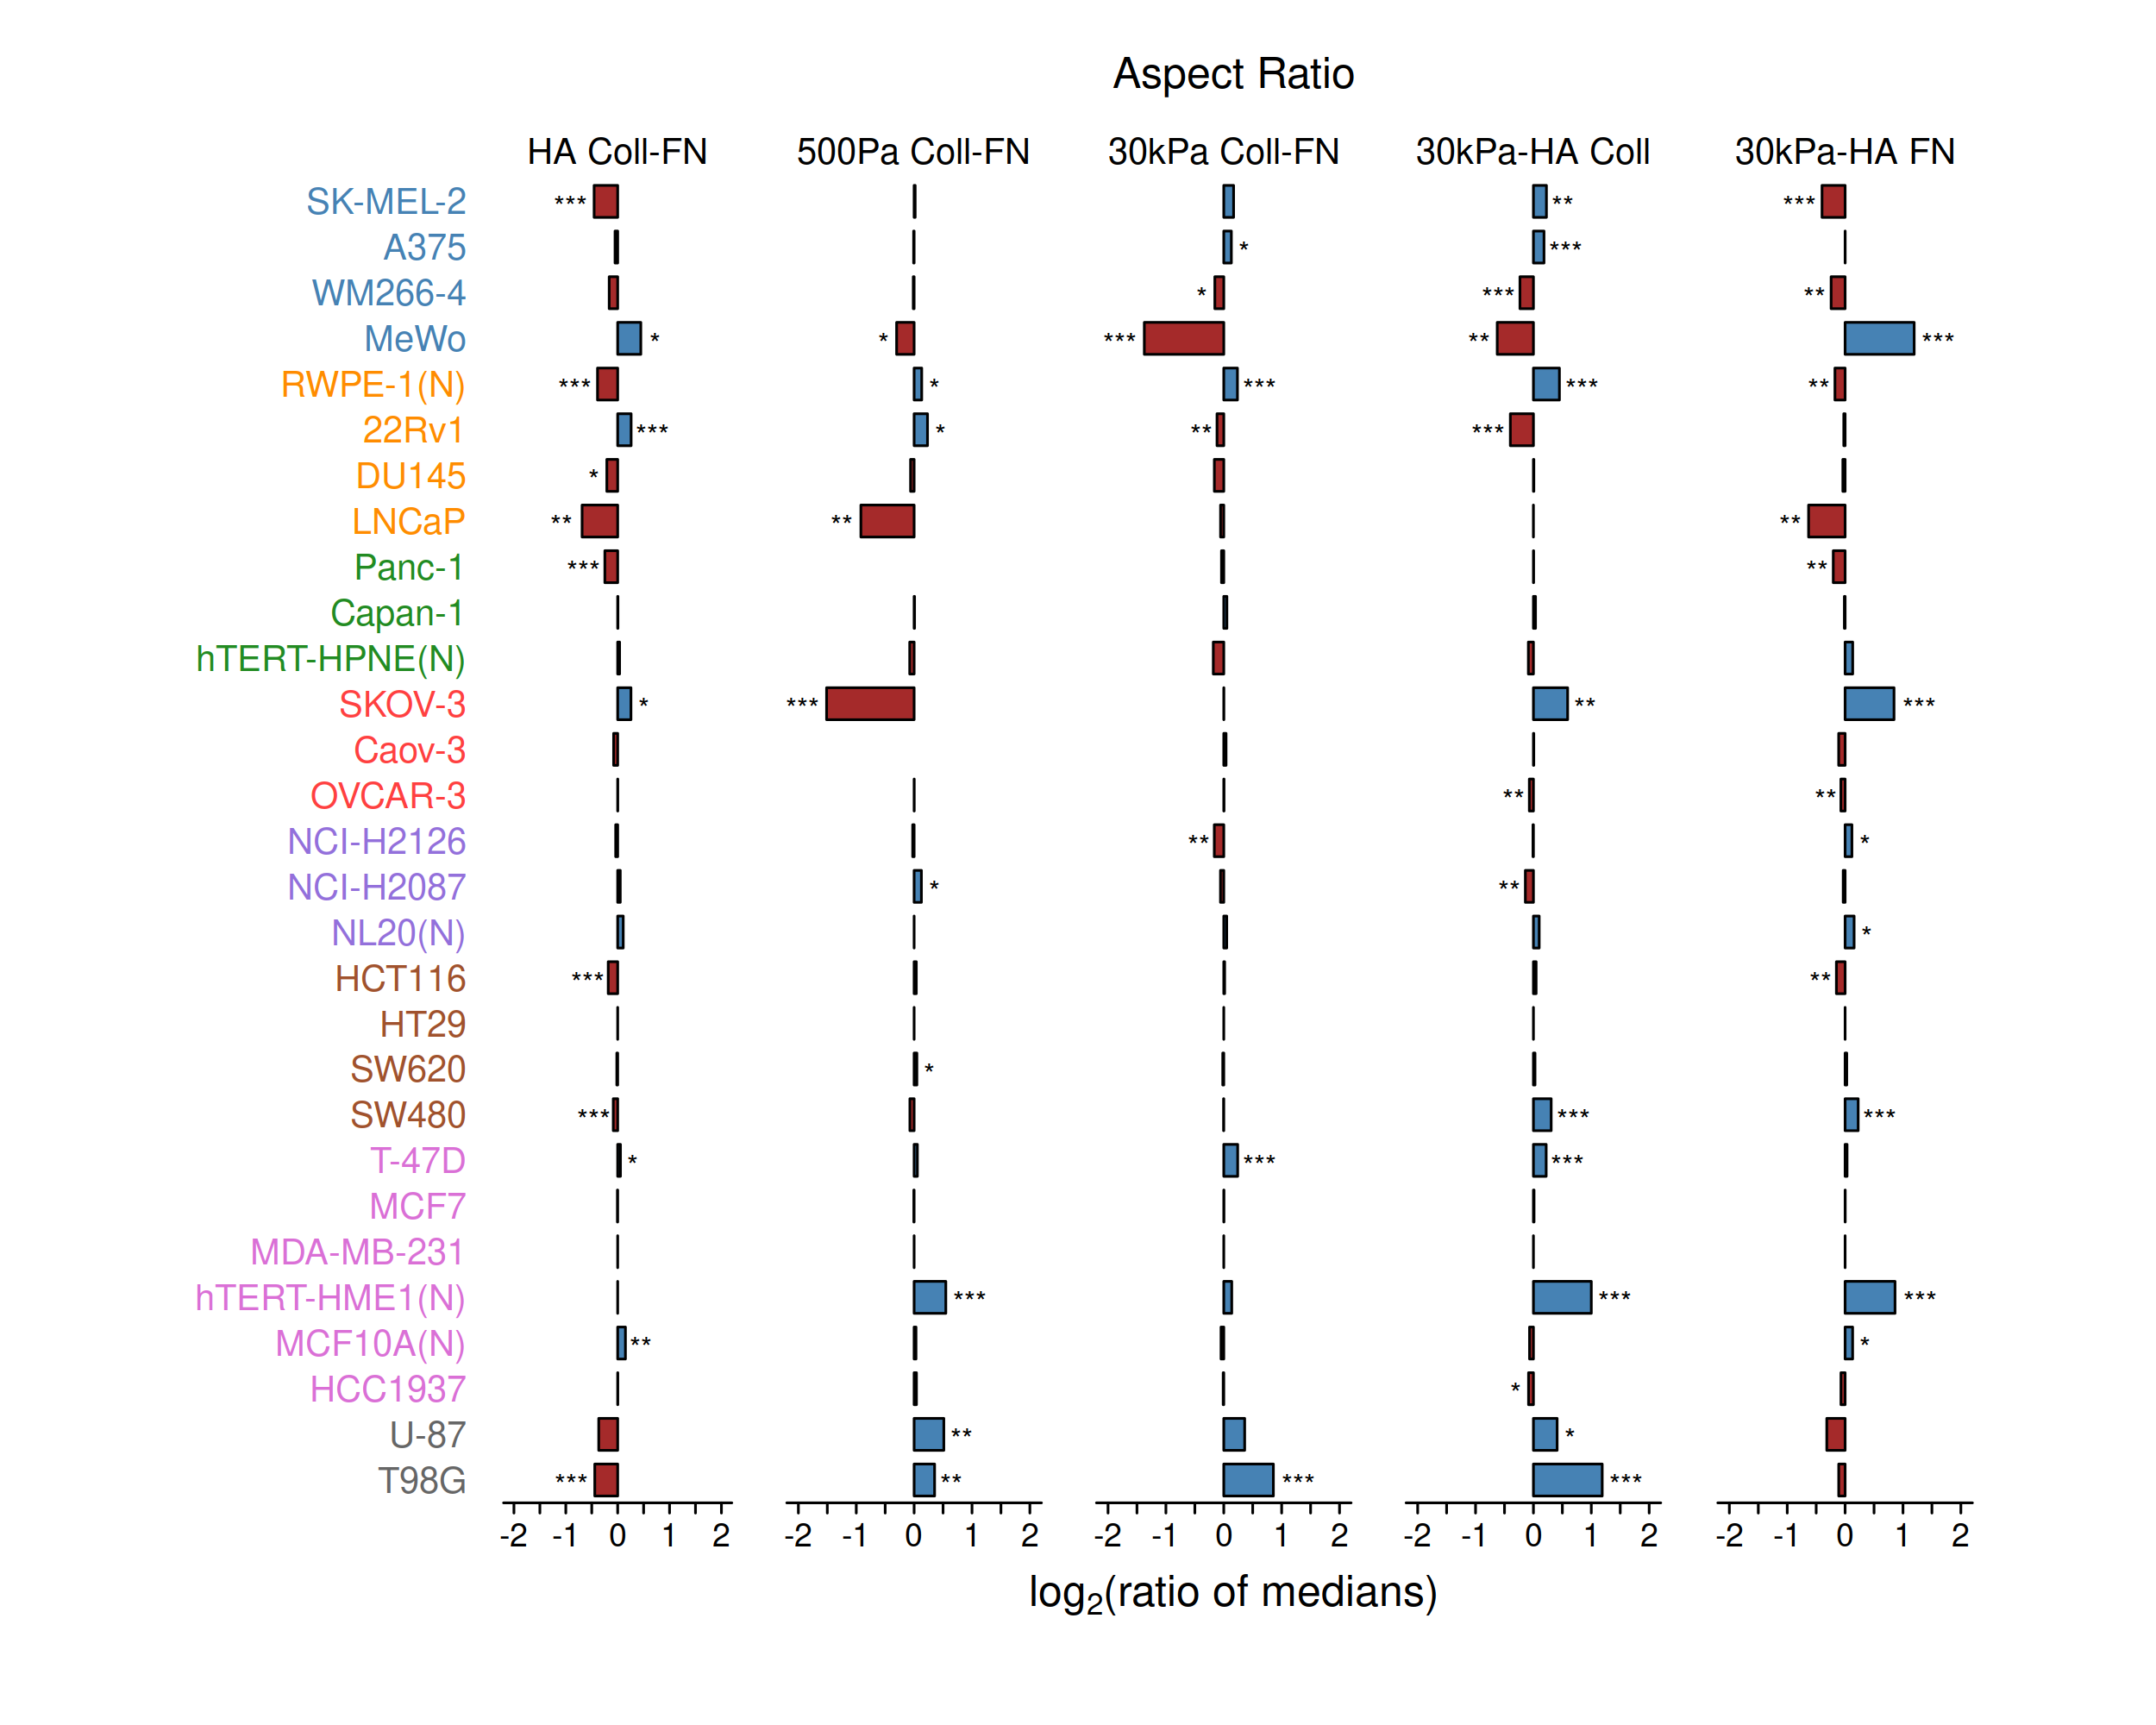 Aspect Ratio
HA Coll-FN 500Pa Coll-FN 30kPa Coll-FN 30kPa-HA Coll 30kPa-HA FN
SK-MEL-2 *** ** ***
A375 * ***
WM266-4 * *** **
MeWo * * *** ** ***
RWPE-1(N) *** * *** *** **
22Rv1 *** * ** ***
DU145 *
LNCaP ** ** **
Panc-1 *** **
Capan-1
hTERT-HPNE(N)
SKOV-3 * *** ** ***
Caov-3
OVCAR-3 ** **
NCI-H2126 ** *
NCI-H2087 * **
NL20(N) *
HCT116 *** **
HT29
SW620 *
SW480 *** *** ***
T-47D * *** ***
MCF7
MDA-MB-231
hTERT-HME1(N) *** *** ***
MCF10A(N) ** *
HCC1937 *
U-87 ** *
T98G *** ** *** ***
-2 -1 0 1 2 -2 -1 0 1 2 -2 -1 0 1 2 -2 -1 0 1 2 -2 -1 0 1 2
log2(ratio of medians)